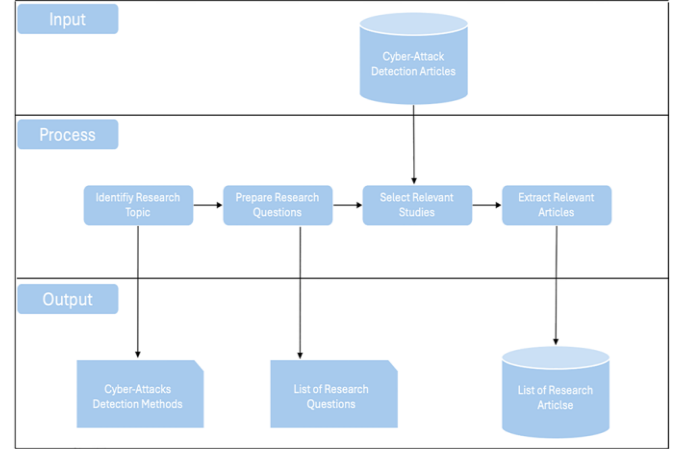 Input
Cyber-Attack
Detection Articles
Process
Identifiy Research
Topic
Prepare Research
Questions
Select Relevant
Studies
Extract Relevant
Articles
Output
Cyber-Attacks
Detection Methods
List of Research
Questions
List of Research
Articlse